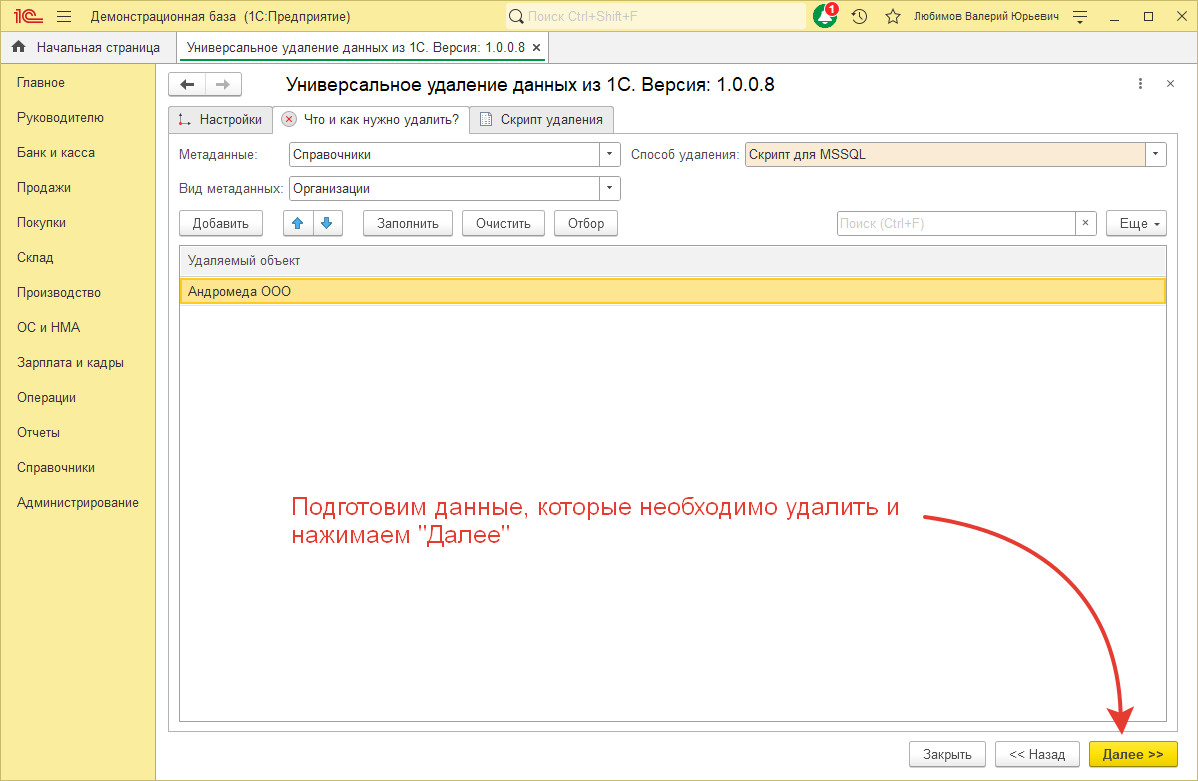 1С Демонстрационная база (1С:Предприятие) Поиск Ctrl+Shift+F 1 Любимов Валерий Юрьевич
Начальная страница Универсальное удаление данных из 1С. Версия: 1.0.0.8 ×
Главное
Руководителю
Банк и касса
Продажи
Покупки
Склад
Производство
ОС и НМА
Зарплата и кадры
Операции
Отчеты
Справочники
Администрирование
Универсальное удаление данных из 1С. Версия: 1.0.0.8
Настройки Что и как нужно удалить? Скрипт удаления
Метаданные: Справочники Способ удаления: Скрипт для MSSQL
Вид метаданных: Организации
Добавить Заполнить Очистить Отбор Поиск (Ctrl+F) × Еще
Удаляемый объект
Андромеда ООО
Подготовим данные, которые необходимо удалить и
нажимаем "Далее"
Закрыть << Назад Далее >>